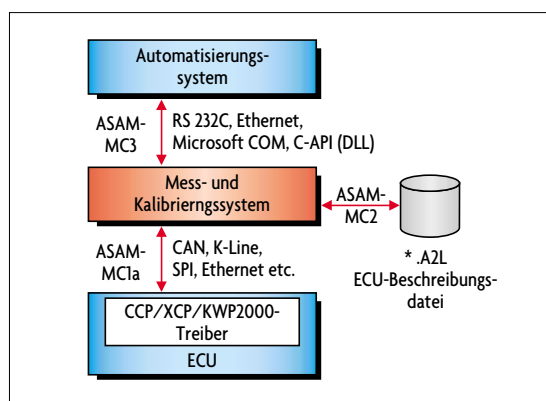 Automatisierungs-
system
ASAM-
MC3
RS 232C, Ethernet,
Microsoft COM, C-API (DLL)
Mess- und
Kalibrierngssystem
ASAM-
MC2
* .A2L
ECU-Beschreibungs-
datei
ASAM-
MC1a
CAN, K-Line,
SPI, Ethernet etc.
CCP/XCP/KWP2000-
Treiber
ECU